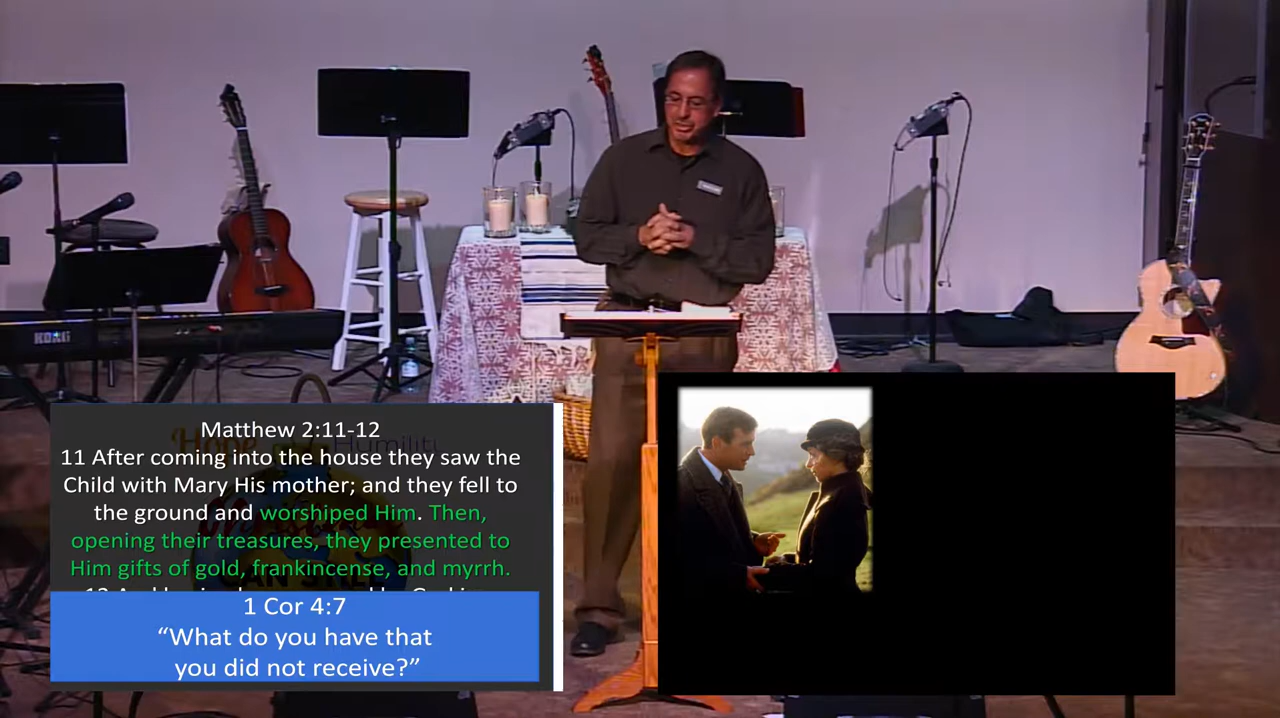 KORG
Matthew 2:11-12
11 After coming into the house they saw the
Child with Mary His mother; and they fell to
the ground and worshiped Him. Then,
opening their treasures, they presented to
Him gifts of gold, frankincense, and myrrh.
1 Cor 4:7
“What do you have that
you did not receive?”